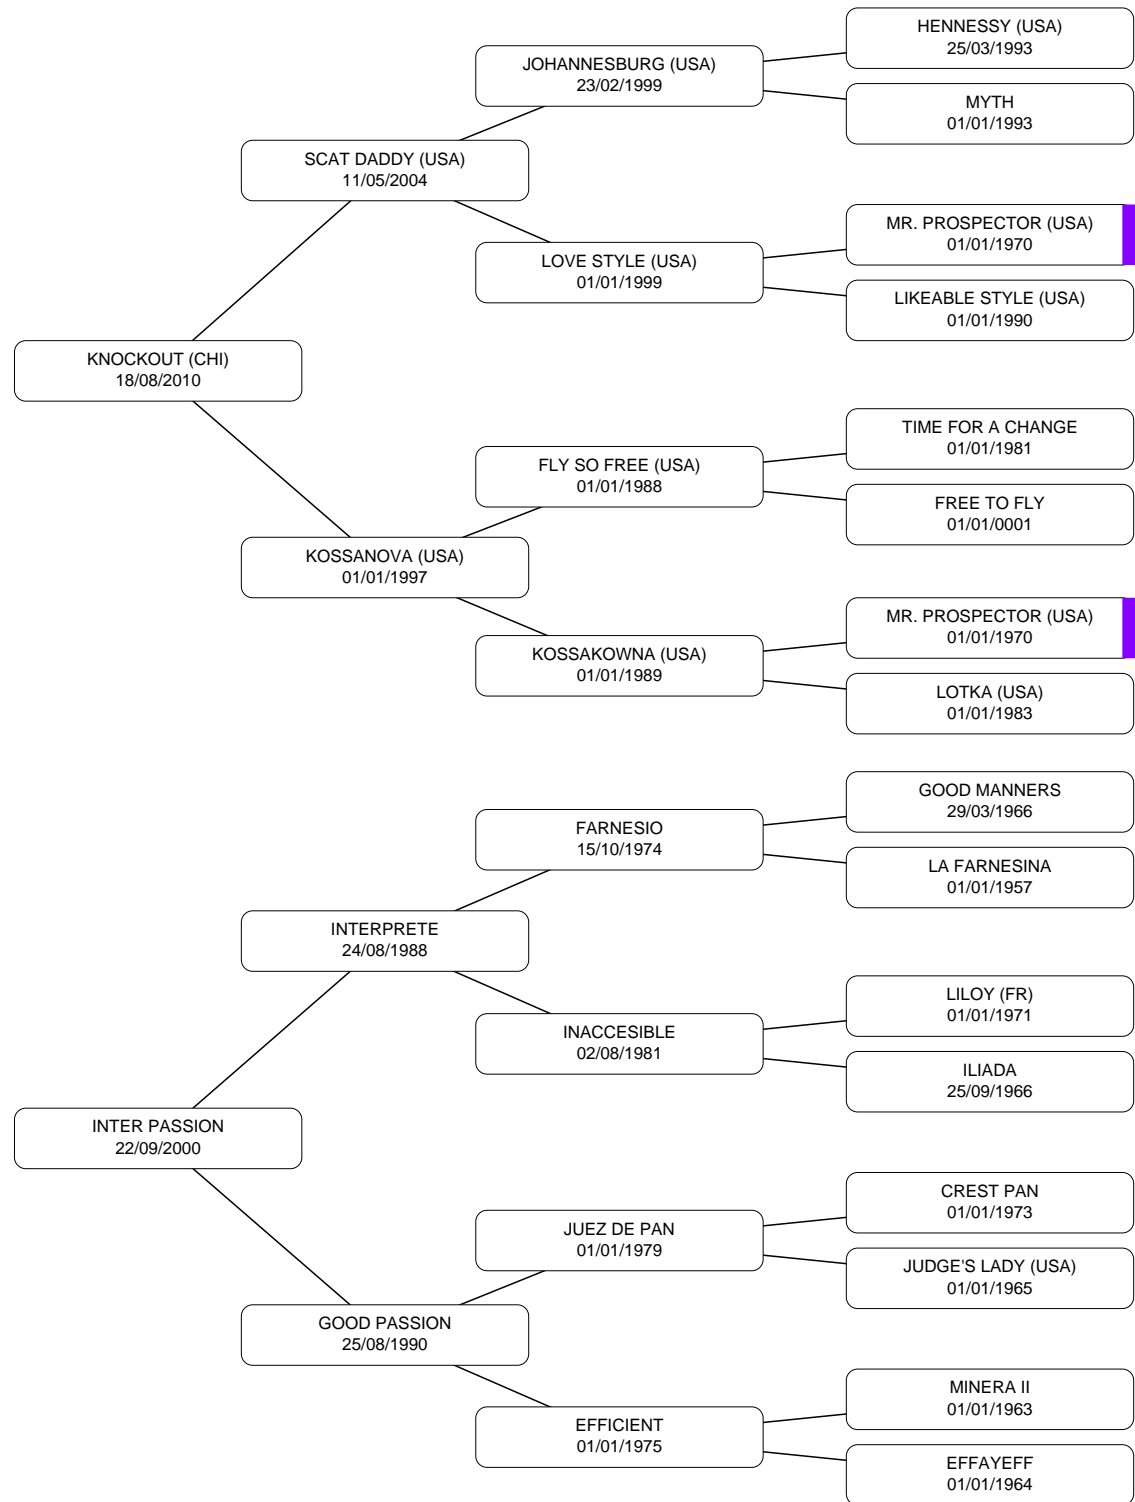 HENNESSY (USA)
25/03/1993
JOHANNESBURG (USA)
23/02/1999
MYTH
01/01/1993
SCAT DADDY (USA)
11/05/2004
MR. PROSPECTOR (USA)
01/01/1970
LOVE STYLE (USA)
01/01/1999
LIKEABLE STYLE (USA)
01/01/1990
KNOCKOUT (CHI)
18/08/2010
TIME FOR A CHANGE
01/01/1981
FLY SO FREE (USA)
01/01/1988
FREE TO FLY
01/01/0001
KOSSANOVA (USA)
01/01/1997
MR. PROSPECTOR (USA)
01/01/1970
KOSSAKOWNA (USA)
01/01/1989
LOTKA (USA)
01/01/1983
GOOD MANNERS
29/03/1966
FARNESIO
15/10/1974
LA FARNESINA
01/01/1957
INTERPRETE
24/08/1988
LILOY (FR)
01/01/1971
INACCESIBLE
02/08/1981
ILIADA
25/09/1966
INTER PASSION
22/09/2000
CREST PAN
01/01/1973
JUEZ DE PAN
01/01/1979
JUDGE'S LADY (USA)
01/01/1965
GOOD PASSION
25/08/1990
MINERA II
01/01/1963
EFFICIENT
01/01/1975
EFFAYEFF
01/01/1964